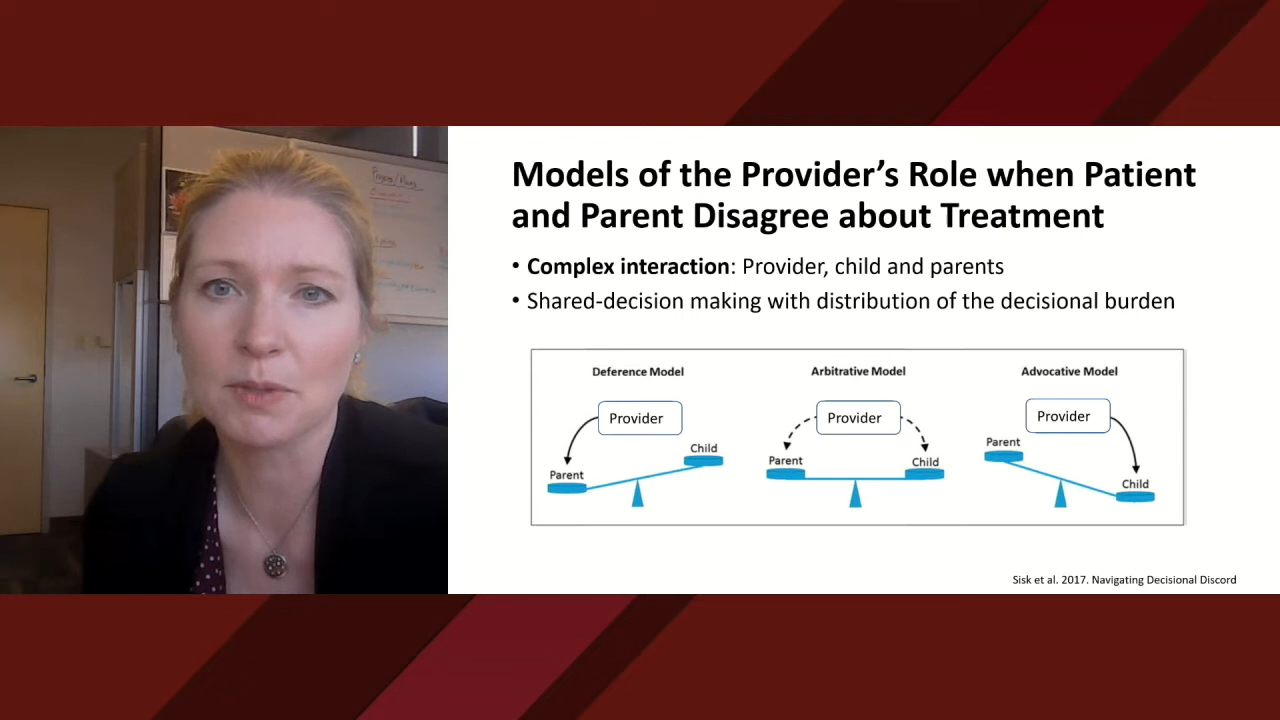 Projects/Plans
Models of the Provider's Role when Patient
and Parent Disagree about Treatment
• Complex interaction: Provider, child and parents
• Shared-decision making with distribution of the decisional burden
Deference Model
Arbitrative Model
Advocative Model
Provider
Parent
Child
Provider
Parent
Child
Provider
Parent
Child
Sisk et al. 2017. Navigating Decisional Discord